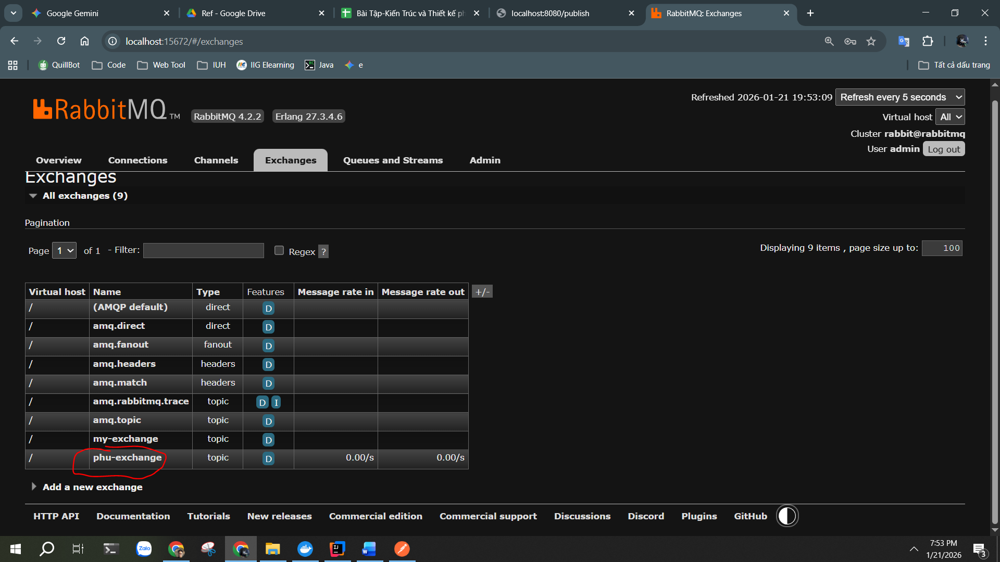 Google Gemini
Ref - Google Drive
Bài Tập-Kiến Trúc và Thiết kế ph
localhost:8080/publish
RabbitMQ: Exchanges
localhost:15672/#/exchanges
QuillBot
Code
Web Tool
IUH
IIG Elearning
Java
e
Tất cả dấu trang
RabbitMQ TM
RabbitMQ 4.2.2
Erlang 27.3.4.6
Refreshed 2026-01-21 19:53:09
Refresh every 5 seconds
Virtual host All
Cluster rabbit@rabbitmq
User admin Log out
Overview
Connections
Channels
Exchanges
Queues and Streams
Admin
Exchanges
All exchanges (9)
Pagination
Page 1 of 1 - Filter: Regex ?
Displaying 9 items , page size up to: 100
Virtual host Name Type Features Message rate in Message rate out +/-
/ (AMQP default) direct D
/ amq.direct direct D
/ amq.fanout fanout D
/ amq.headers headers D
/ amq.match headers D
/ amq.rabbitmq.trace topic D I
/ amq.topic topic D
/ my-exchange topic D
/ phu-exchange topic D 0.00/s 0.00/s
Add a new exchange
HTTP API
Documentation
Tutorials
New releases
Commercial edition
Commercial support
Discussions
Discord
Plugins
GitHub
Zalo
IJ
W
7:53 PM
1/21/2026
3